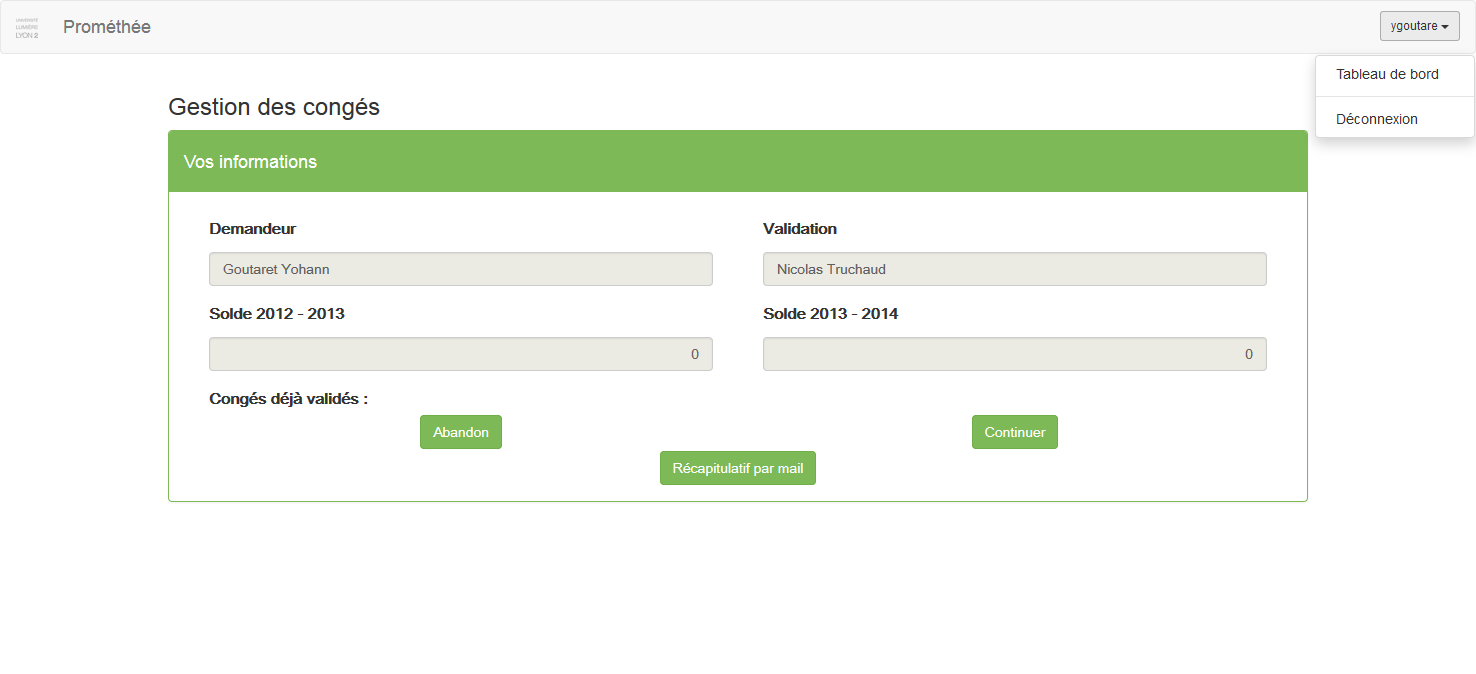 UNIVERSITÉ
LUMIÈRE
LYON 2
Prométhée
ygoutare
Tableau de bord
Déconnexion
Gestion des congés
Vos informations
Demandeur
Validation
Goutaret Yohann
Nicolas Truchaud
Solde 2012 - 2013
Solde 2013 - 2014
0
0
Congés déjà validés :
Abandon
Continuer
Récapitulatif par mail